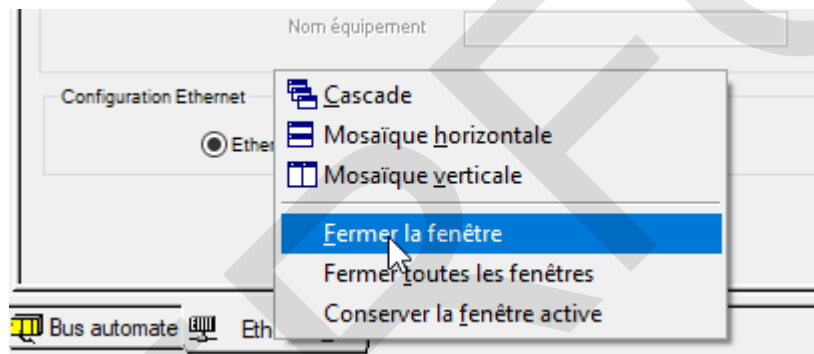 Nom équipement
Configuration Ethernet
Cascade
Mosaïque horizontale
Mosaïque verticale
Fermer la fenêtre
Fermer toutes les fenêtres
Conserver la fenêtre active
Bus automate